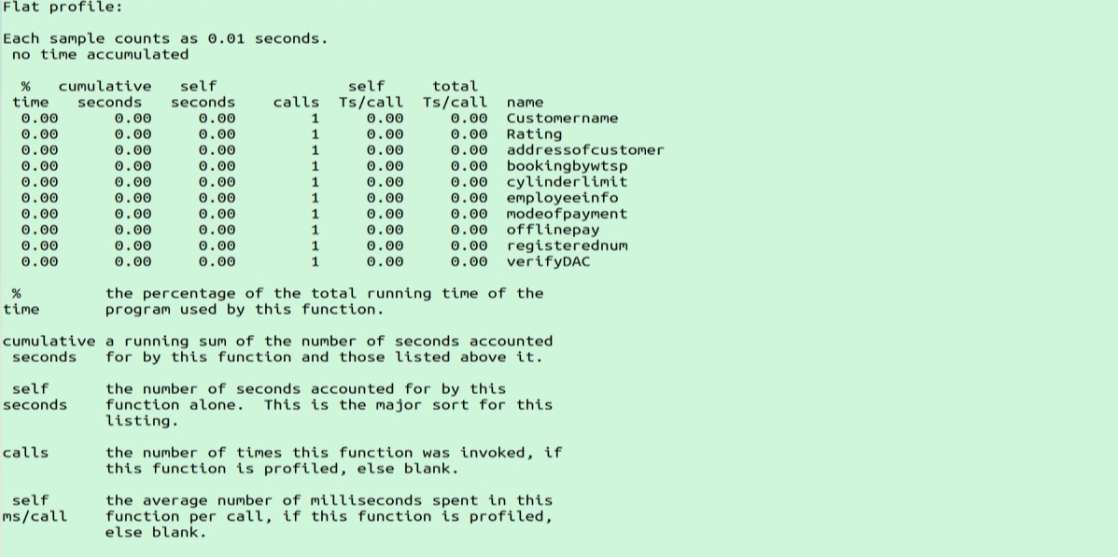 Flat profile:
Each sample counts as 0.01 seconds.
no time accumulated
% cumulative self self total
time seconds seconds calls Ts/call Ts/call name
0.00 0.00 0.00 1 0.00 0.00 Customername
0.00 0.00 0.00 1 0.00 0.00 Rating
0.00 0.00 0.00 1 0.00 0.00 addressofcustomer
0.00 0.00 0.00 1 0.00 0.00 bookingbywtsp
0.00 0.00 0.00 1 0.00 0.00 cylinderlimit
0.00 0.00 0.00 1 0.00 0.00 employeeinfo
0.00 0.00 0.00 1 0.00 0.00 modeofpayment
0.00 0.00 0.00 1 0.00 0.00 offlinepay
0.00 0.00 0.00 1 0.00 0.00 registerednum
0.00 0.00 0.00 1 0.00 0.00 verifyDAC
% the percentage of the total running time of the
time program used by this function.
cumulative a running sum of the number of seconds accounted
seconds for by this function and those listed above it.
self the number of seconds accounted for by this
seconds function alone. This is the major sort for this
listing.
calls the number of times this function was invoked, if
this function is profiled, else blank.
self the average number of milliseconds spent in this
ms/call function per call, if this function is profiled,
else blank.